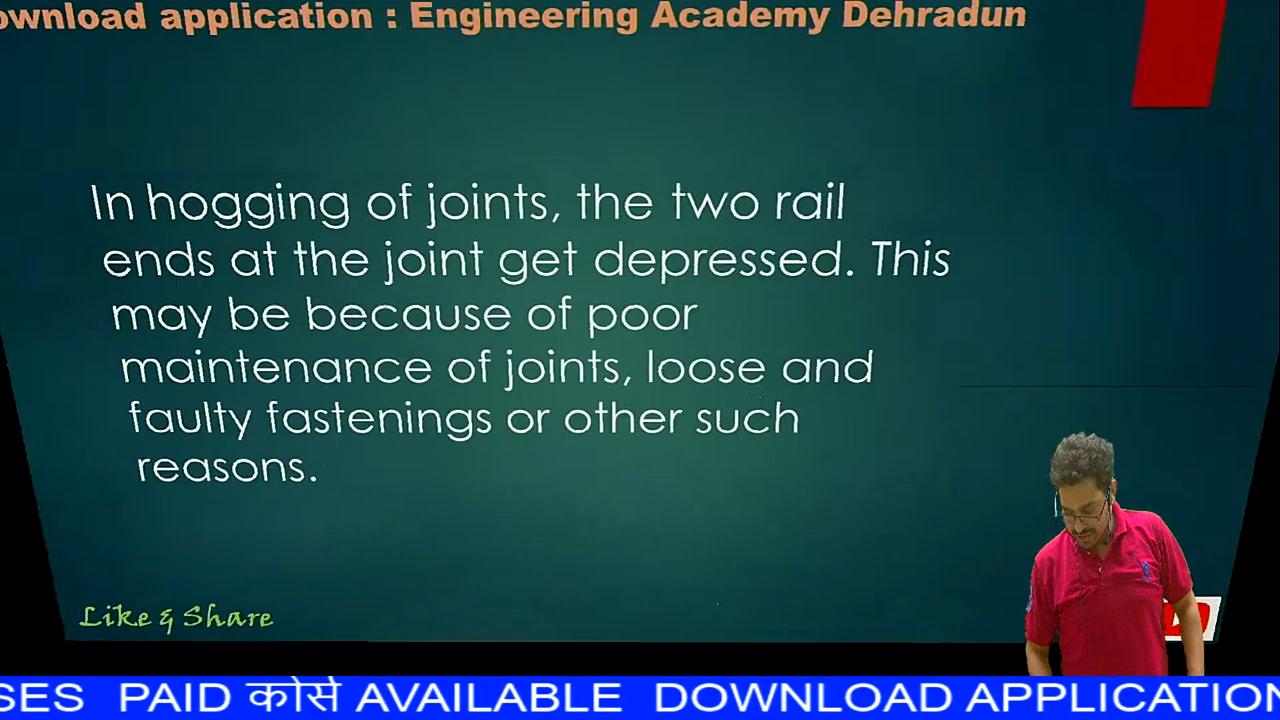 ownload application : Engineering Academy Dehradun
In hogging of joints, the two rail
ends at the joint get depressed. This
may be because of poor
maintenance of joints, loose and
faulty fastenings or other such
reasons.
Like & Share
SES PAID कोर्स AVAILABLE DOWNLOAD APPLICATION